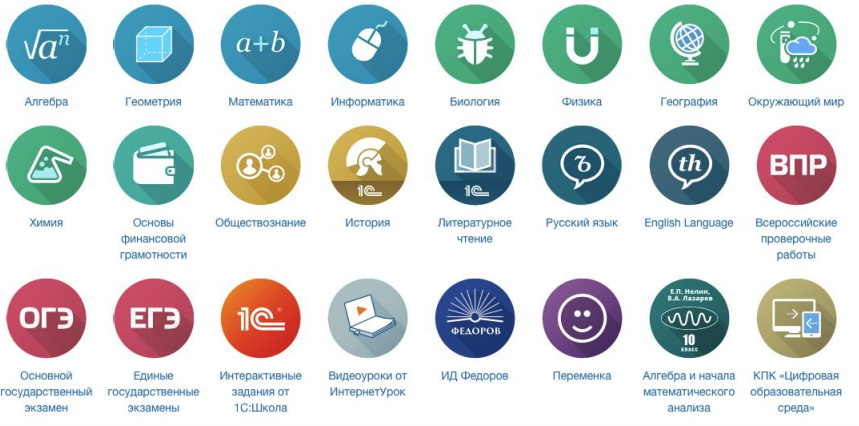 √aⁿ
a+b
Алгебра
Геометрия
Математика
Информатика
Биология
Физика
География
Окружающий мир
1С
1С
Ъ
th
ВПР
Химия
Основы
финансовой
грамотности
Обществознание
История
Литературное
чтение
Русский язык
English Language
Всероссийские
проверочные
работы
ОГЭ
ЕГЭ
1С
ФЕДОРОВ
Е.П. Нелин,
В.А. Лазарев
10
класс
Основной
государственный
экзамен
Единые
государственные
экзамены
Интерактивные
задания от
1С:Школа
Видеоуроки от
ИнтернетУрок
ИД Федоров
Переменка
Алгебра и начала
математического
анализа
КПК «Цифровая
образовательная
среда»